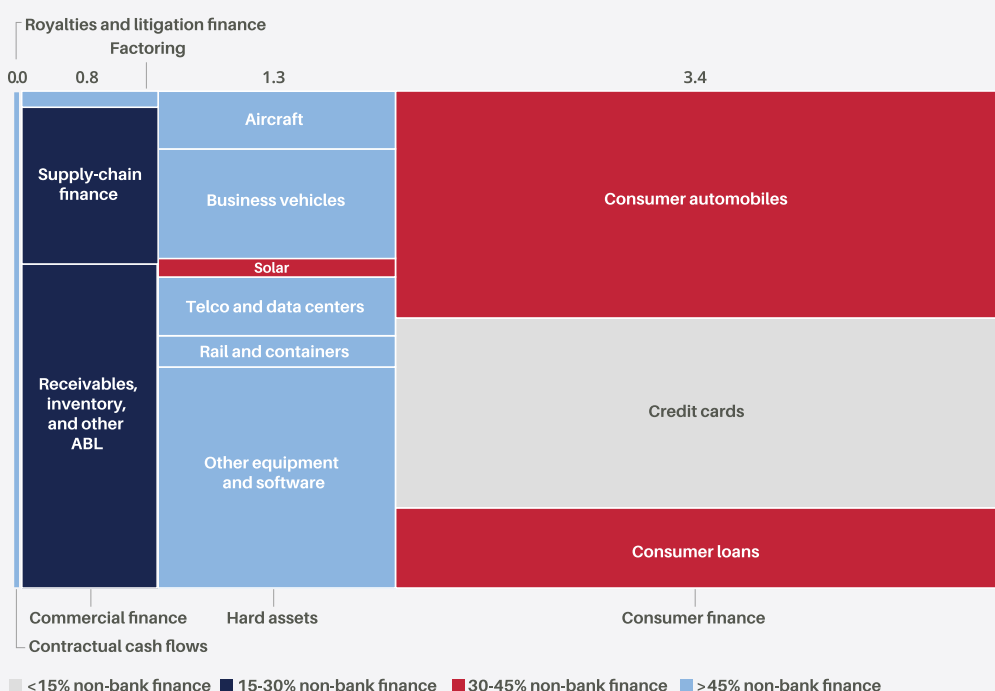 Royalties and litigation finance
Factoring
0.0
0.8
1.3
3.4
Supply-chain
finance
Receivables,
inventory,
and other
ABL
Aircraft
Business vehicles
Solar
Telco and data centers
Rail and containers
Other equipment
and software
Consumer automobiles
Credit cards
Consumer loans
Commercial finance
Hard assets
Consumer finance
Contractual cash flows
<15% non-bank finance
15-30% non-bank finance
30-45% non-bank finance
>45% non-bank finance